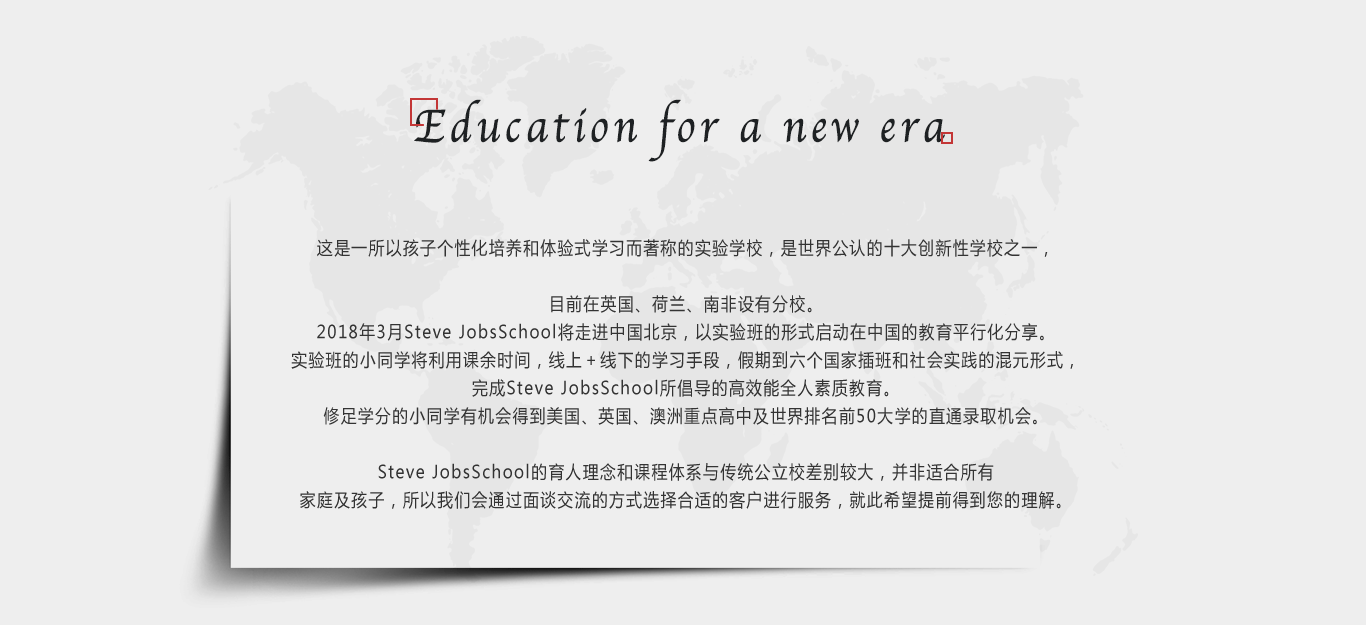 Education for a new era
这是一所以孩子个性化培养和体验式学习而著称的实验学校，是世界公认的十大创新性学校之一，
目前在英国、荷兰、南非设有分校。
2018年3月Steve JobsSchool将走进中国北京，以实验班的形式启动在中国的教育平行化分享。
实验班的小同学将利用课余时间，线上＋线下的学习手段，假期到六个国家插班和社会实践的混元形式，
完成Steve JobsSchool所倡导的高效能全人素质教育。
修足学分的小同学有机会得到美国、英国、澳洲重点高中及世界排名前50大学的直通录取机会。
Steve JobsSchool的育人理念和课程体系与传统公立校差别较大，并非适合所有
家庭及孩子，所以我们会通过面谈交流的方式选择合适的客户进行服务，就此希望提前得到您的理解。